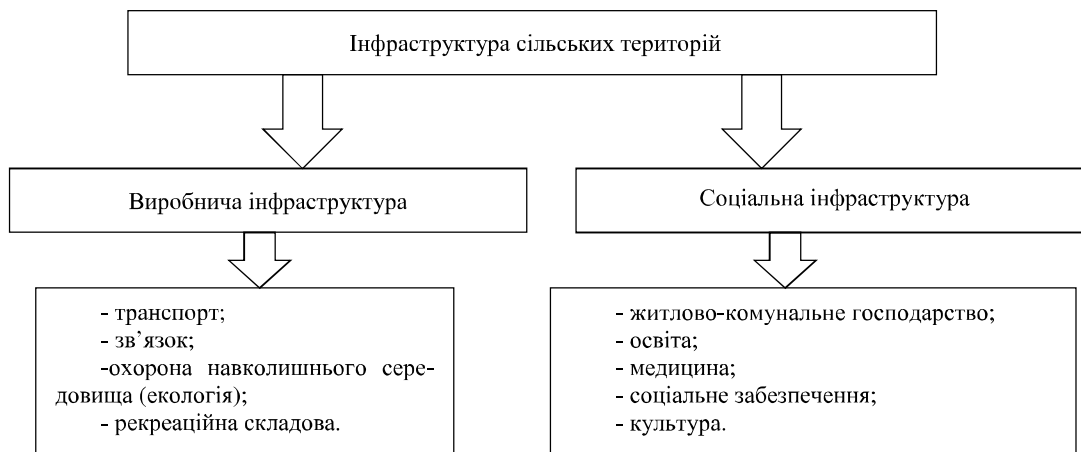 Інфраструктура сільських територій
Виробнича інфраструктура
Соціальна інфраструктура
- транспорт;
- зв’язок;
-охорона навколишнього сере-
довища (екологія);
- рекреаційна складова.
- житлово-комунальне господарство;
- освіта;
- медицина;
- соціальне забезпечення;
- культура.